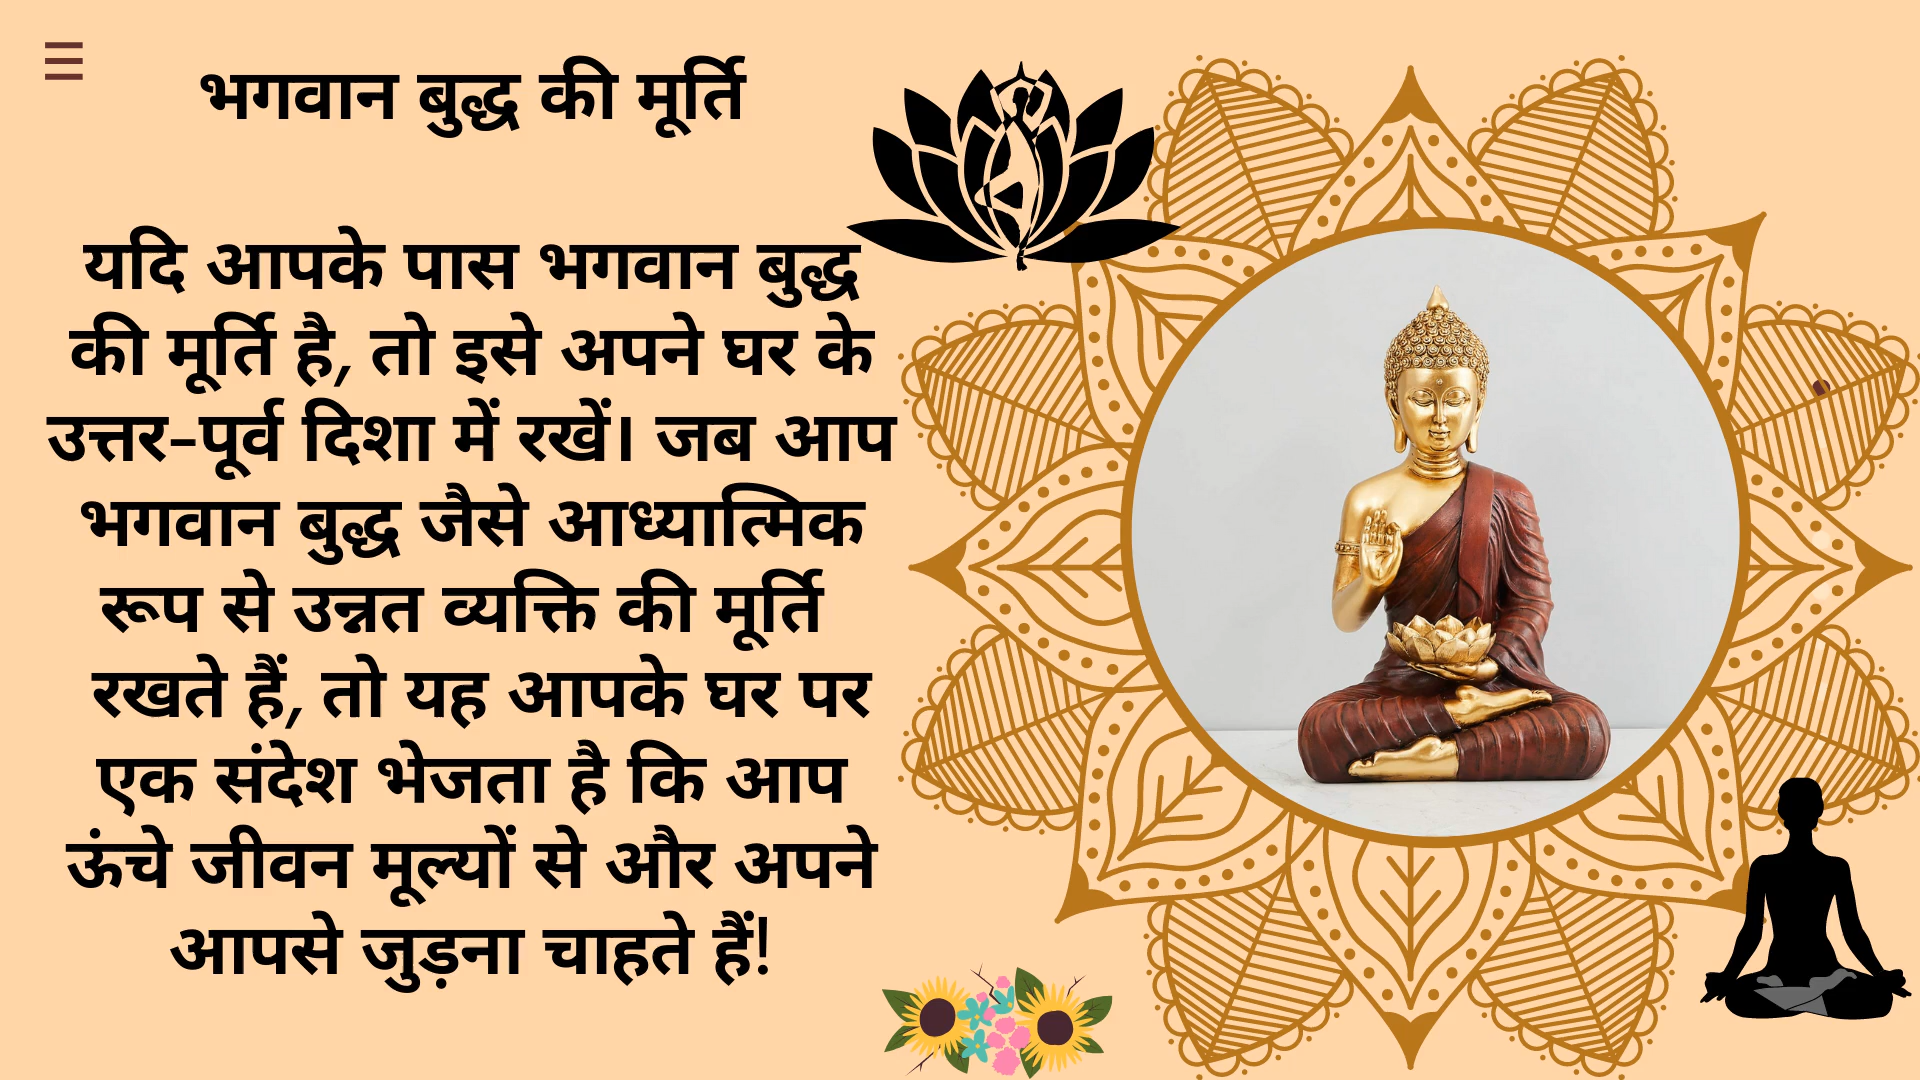 भगवान बुद्ध की मूर्ति
यदि आपके पास भगवान बुद्ध
की मूर्ति है, तो इसे अपने घर के
उत्तर-पूर्व दिशा में रखें। जब आप
भगवान बुद्ध जैसे आध्यात्मिक
रूप से उन्नत व्यक्ति की मूर्ति
रखते हैं, तो यह आपके घर पर
एक संदेश भेजता है कि आप
ऊंचे जीवन मूल्यों से और अपने
आपसे जुड़ना चाहते हैं!